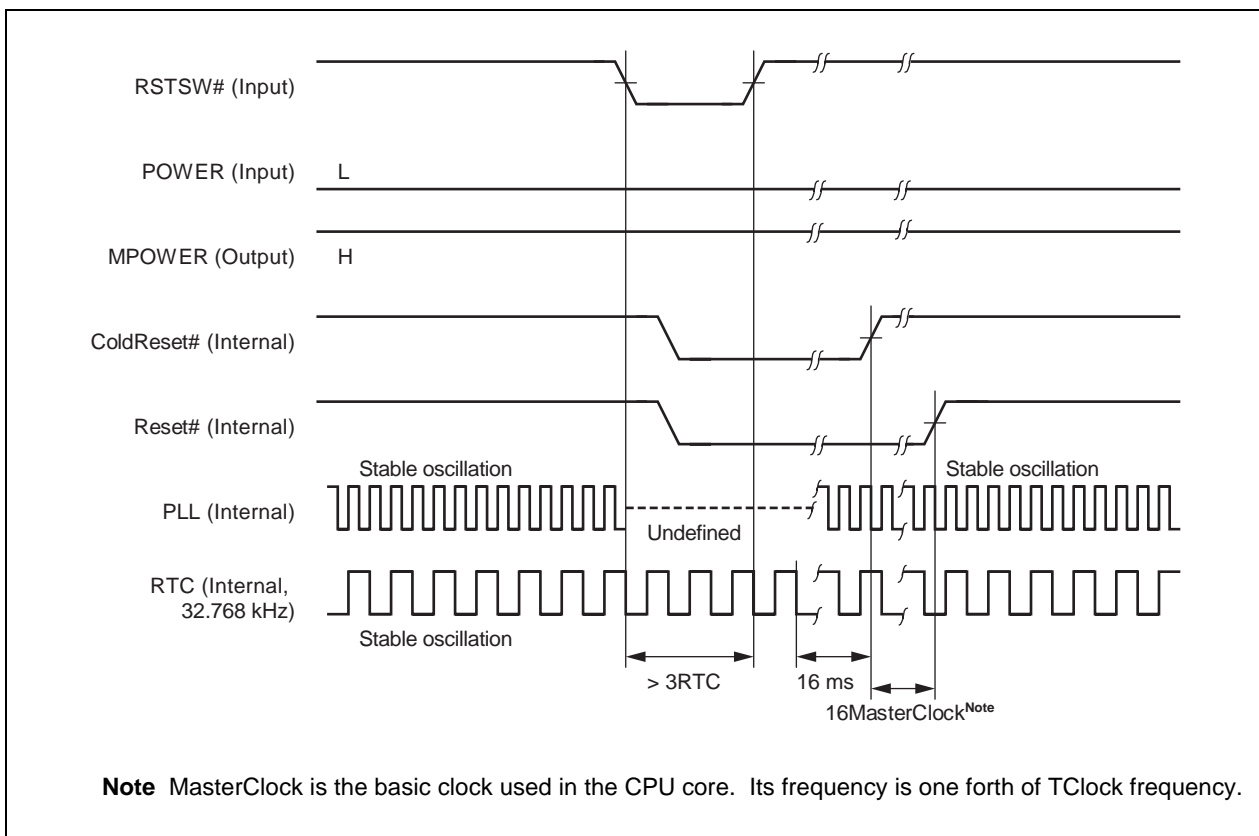 RSTSW# (Input)
POWER (Input)
L
MPOWER (Output)
H
ColdReset# (Internal)
Reset# (Internal)
Stable oscillation
Stable oscillation
PLL (Internal)
Undefined
RTC (Internal,
32.768 kHz)
Stable oscillation
> 3RTC
16 ms
16MasterClockNote
Note MasterClock is the basic clock used in the CPU core. Its frequency is one forth of TClock frequency.